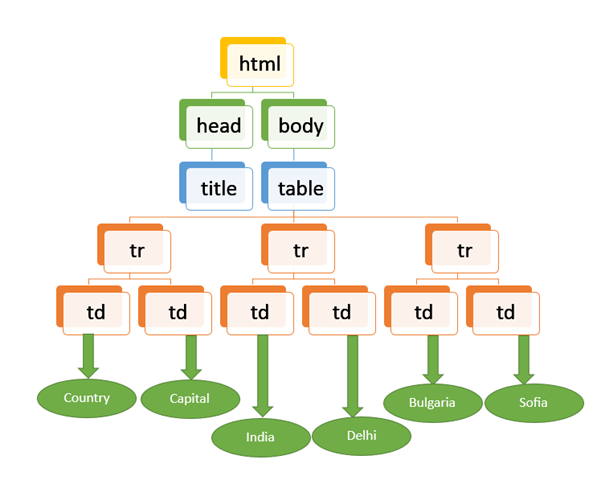 html
head
body
title
table
tr
tr
tr
td
td
td
td
td
td
Country
Capital
India
Delhi
Bulgaria
Sofia